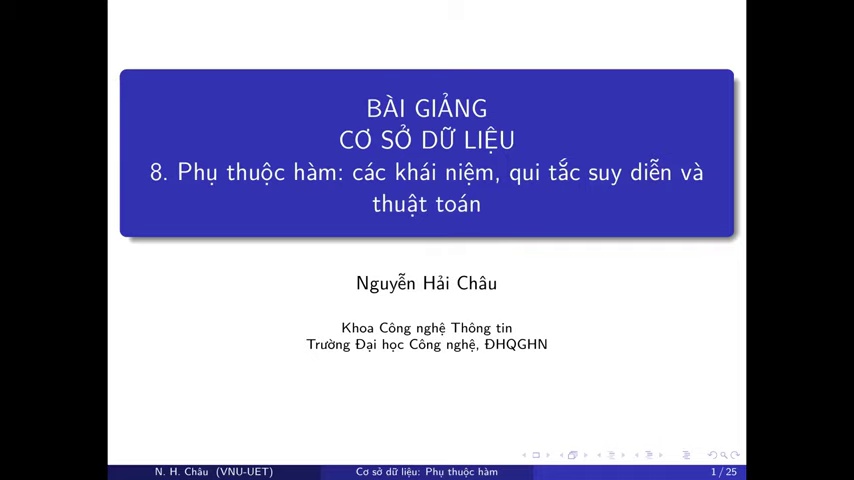 BÀI GIẢNG
CƠ SỞ DỮ LIỆU
8. Phụ thuộc hàm: các khái niệm, qui tắc suy diễn và
thuật toán
Nguyễn Hải Châu
Khoa Công nghệ Thông tin
Trường Đại học Công nghệ, ĐHQGHN
N. H. Châu (VNU-UET)
Cơ sở dữ liệu: Phụ thuộc hàm
1 / 25